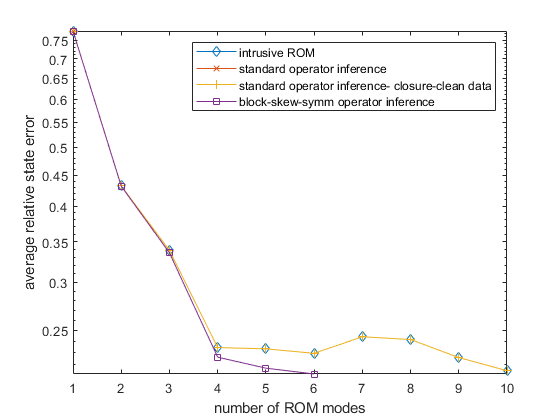 0.75
0.7
0.65
0.6
0.55
0.5
0.45
0.4
0.35
0.3
0.25
average relative state error
intrusive ROM
standard operator inference
standard operator inference- closure-clean data
block-skew-symm operator inference
1 2 3 4 5 6 7 8 9 10
number of ROM modes